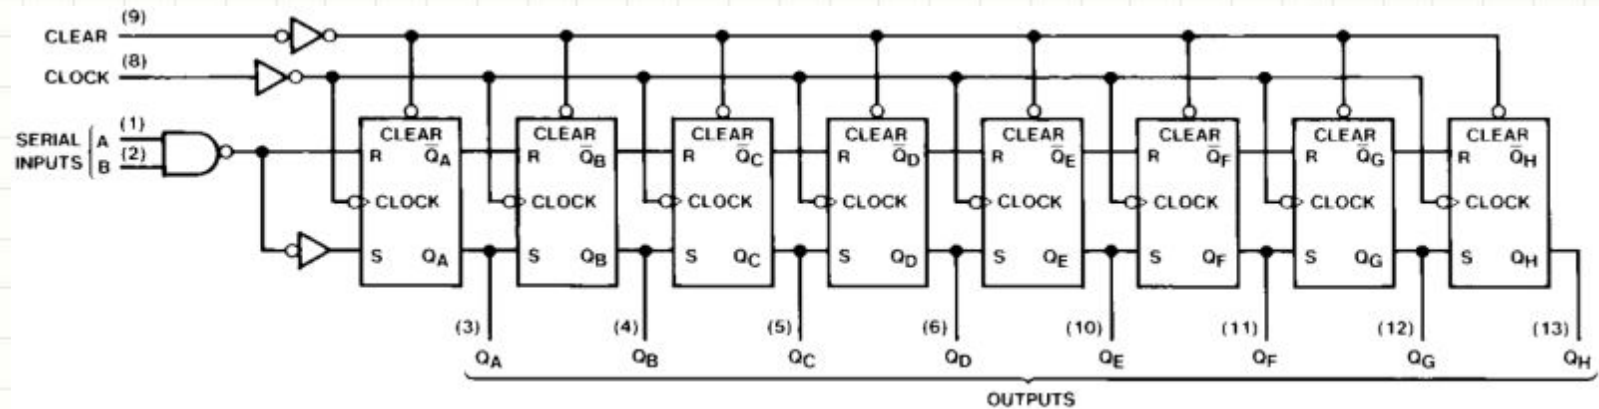 (9)
CLEAR
(8)
CLOCK
(1)
SERIAL A
(2)
INPUTS B
CLEAR CLEAR CLEAR CLEAR CLEAR CLEAR CLEAR CLEAR
R Q̅A R Q̅B R Q̅C R Q̅D R Q̅E R Q̅F R Q̅G R Q̅H
CLOCK CLOCK CLOCK CLOCK CLOCK CLOCK CLOCK CLOCK
S QA S QB S QC S QD S QE S QF S QG S QH
(3) (4) (5) (6) (10) (11) (12) (13)
QA QB QC QD QE QF QG QH
OUTPUTS